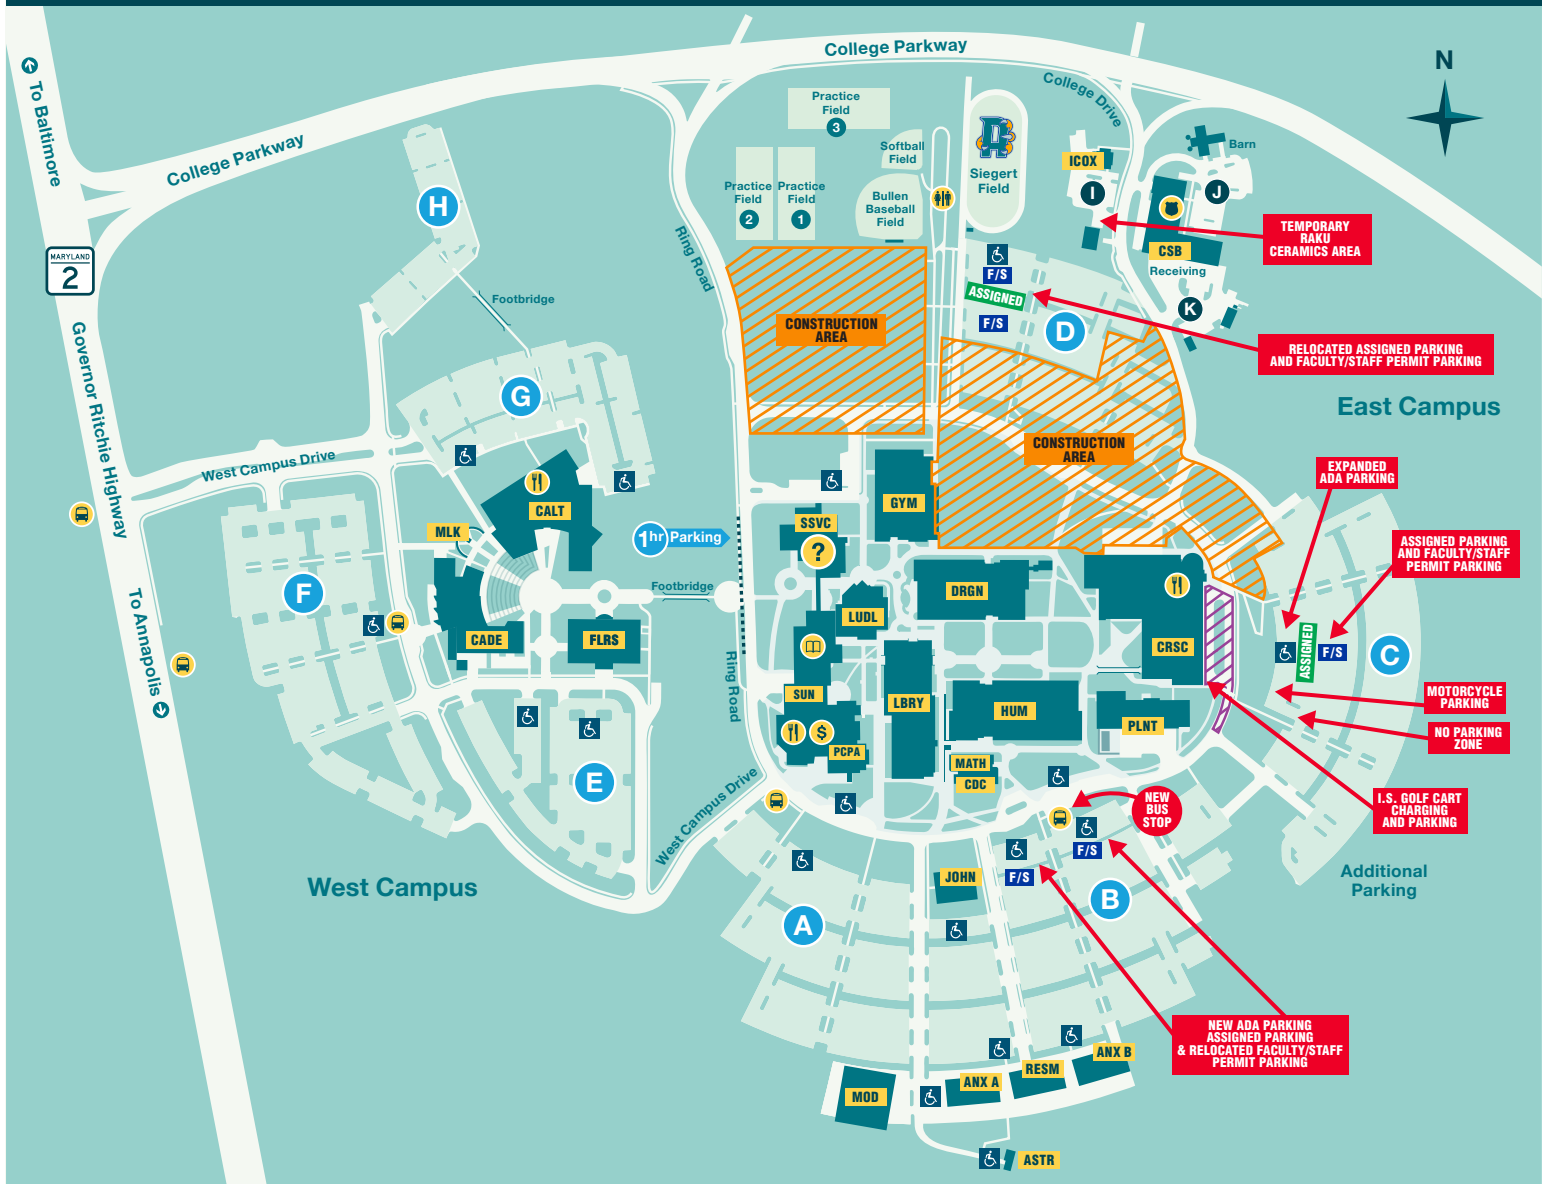 College Parkway
N
To Baltimore
College Drive
Practice
Field
3
Softball
Field
Siegert
Field
ICOX
I
Barn
J
College Parkway
H
Practice
Field
2
Practice
Field
1
Bullen
Baseball
Field
TEMPORARY
RAKU
CERAMICS AREA
CSB
Receiving
K
MARYLAND
2
Ring Road
Footbridge
F/S
ASSIGNED
F/S
D
CONSTRUCTION
AREA
RELOCATED ASSIGNED PARKING
AND FACULTY/STAFF PERMIT PARKING
Governor Ritchie Highway
G
East Campus
CONSTRUCTION
AREA
West Campus Drive
EXPANDED
ADA PARKING
CALT
GYM
SSVC
?
MLK
1hr Parking
ASSIGNED PARKING
AND FACULTY/STAFF
PERMIT PARKING
To Annapolis
F
Footbridge
DRGN
LUDL
CADE
FLRS
CRSC
ASSIGNED
F/S
C
Ring Road
SUN
LBRY
HUM
PLNT
MOTORCYCLE
PARKING
NO PARKING
ZONE
$
PCPA
MATH
CDC
E
West Campus Drive
NEW
BUS
STOP
I.S. GOLF CART
CHARGING
AND PARKING
F/S
JOHN
F/S
West Campus
Additional
Parking
A
B
NEW ADA PARKING
ASSIGNED PARKING
& RELOCATED FACULTY/STAFF
PERMIT PARKING
ANX B
RESM
ANX A
MOD
ASTR